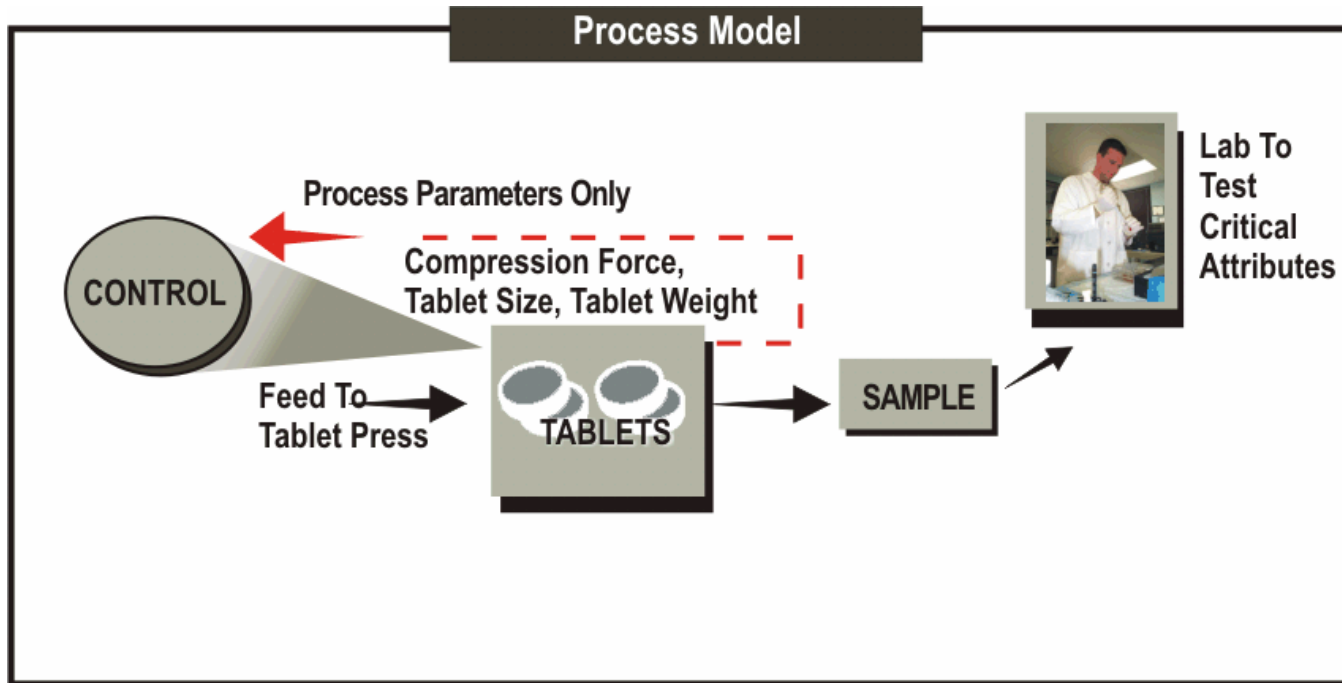 Process Model
Process Parameters Only
Compression Force,
Tablet Size, Tablet Weight
CONTROL
Feed To
Tablet Press
TABLETS
SAMPLE
Lab To
Test
Critical
Attributes